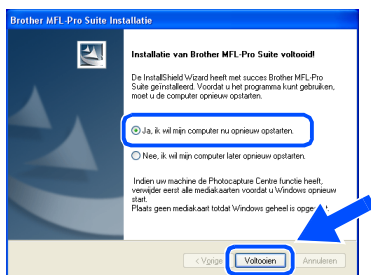 Brother MFL-Pro Suite Installatie
Installatie van Brother MFL-Pro Suite voltooid!
De InstallShield Wizard heeft met succes Brother MFL-Pro
Suite geïnstalleerd. Voordat u het programma kunt gebruiken,
moet u de computer opnieuw opstarten.
Ja, ik wil mijn computer nu opnieuw opstarten.
Nee, ik wil mijn computer later opnieuw opstarten.
Indien uw machine de Photocapture Centre functie heeft,
verwijder eerst alle mediakaarten voordat u Windows opnieuw
start.
Plaats geen mediakaart totdat Windows geheel is
< Vorige
Voltooien
Annuleren